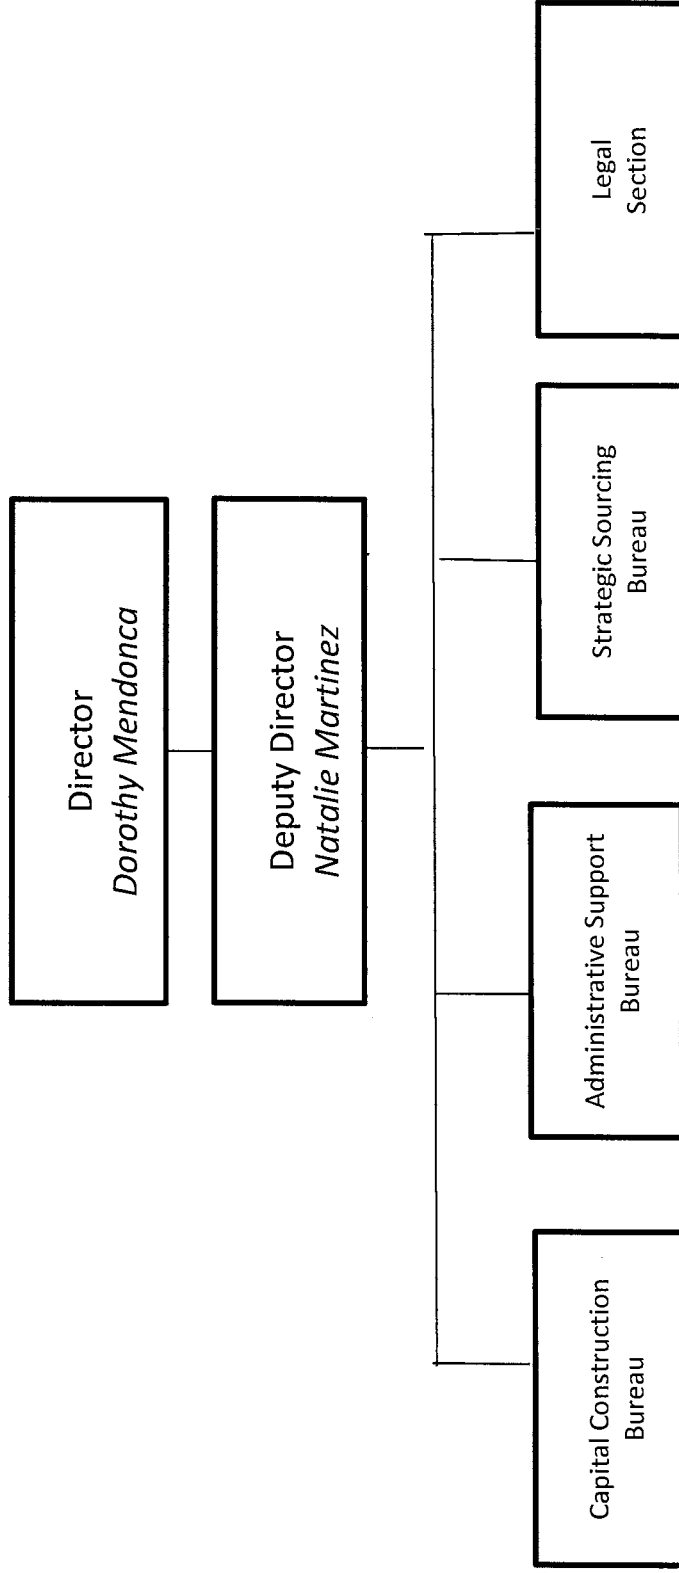 Director
Dorothy Mendonca
Deputy Director
Natalie Martinez
Capital Construction
Bureau
Administrative Support
Bureau
Strategic Sourcing
Bureau
Legal
Section